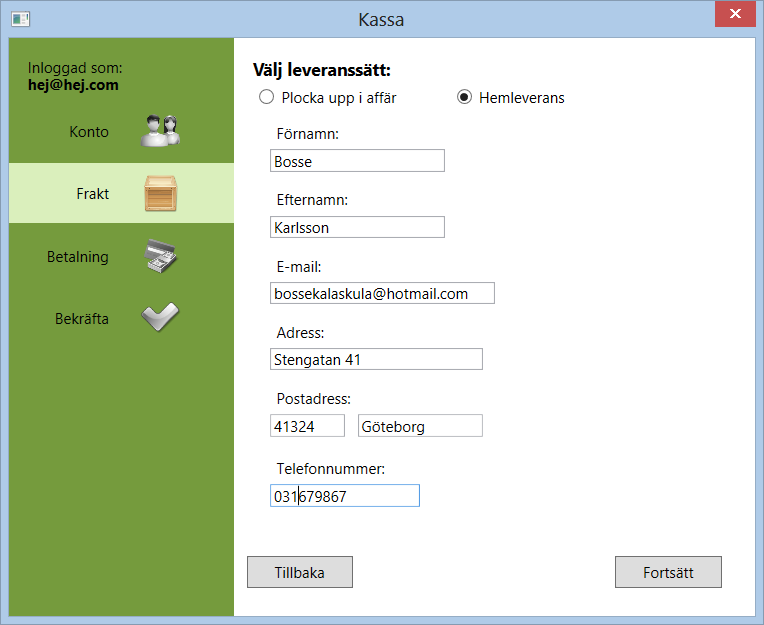 Kassa
Inloggad som:
hej@hej.com
Konto
Frakt
Betalning
Bekräfta
Välj leveranssätt:
Plocka upp i affär
Hemleverans
Förnamn:
Bosse
Efternamn:
Karlsson
E-mail:
bossekalaskula@hotmail.com
Adress:
Stengatan 41
Postadress:
41324 Göteborg
Telefonnummer:
031679867
Tillbaka
Fortsätt